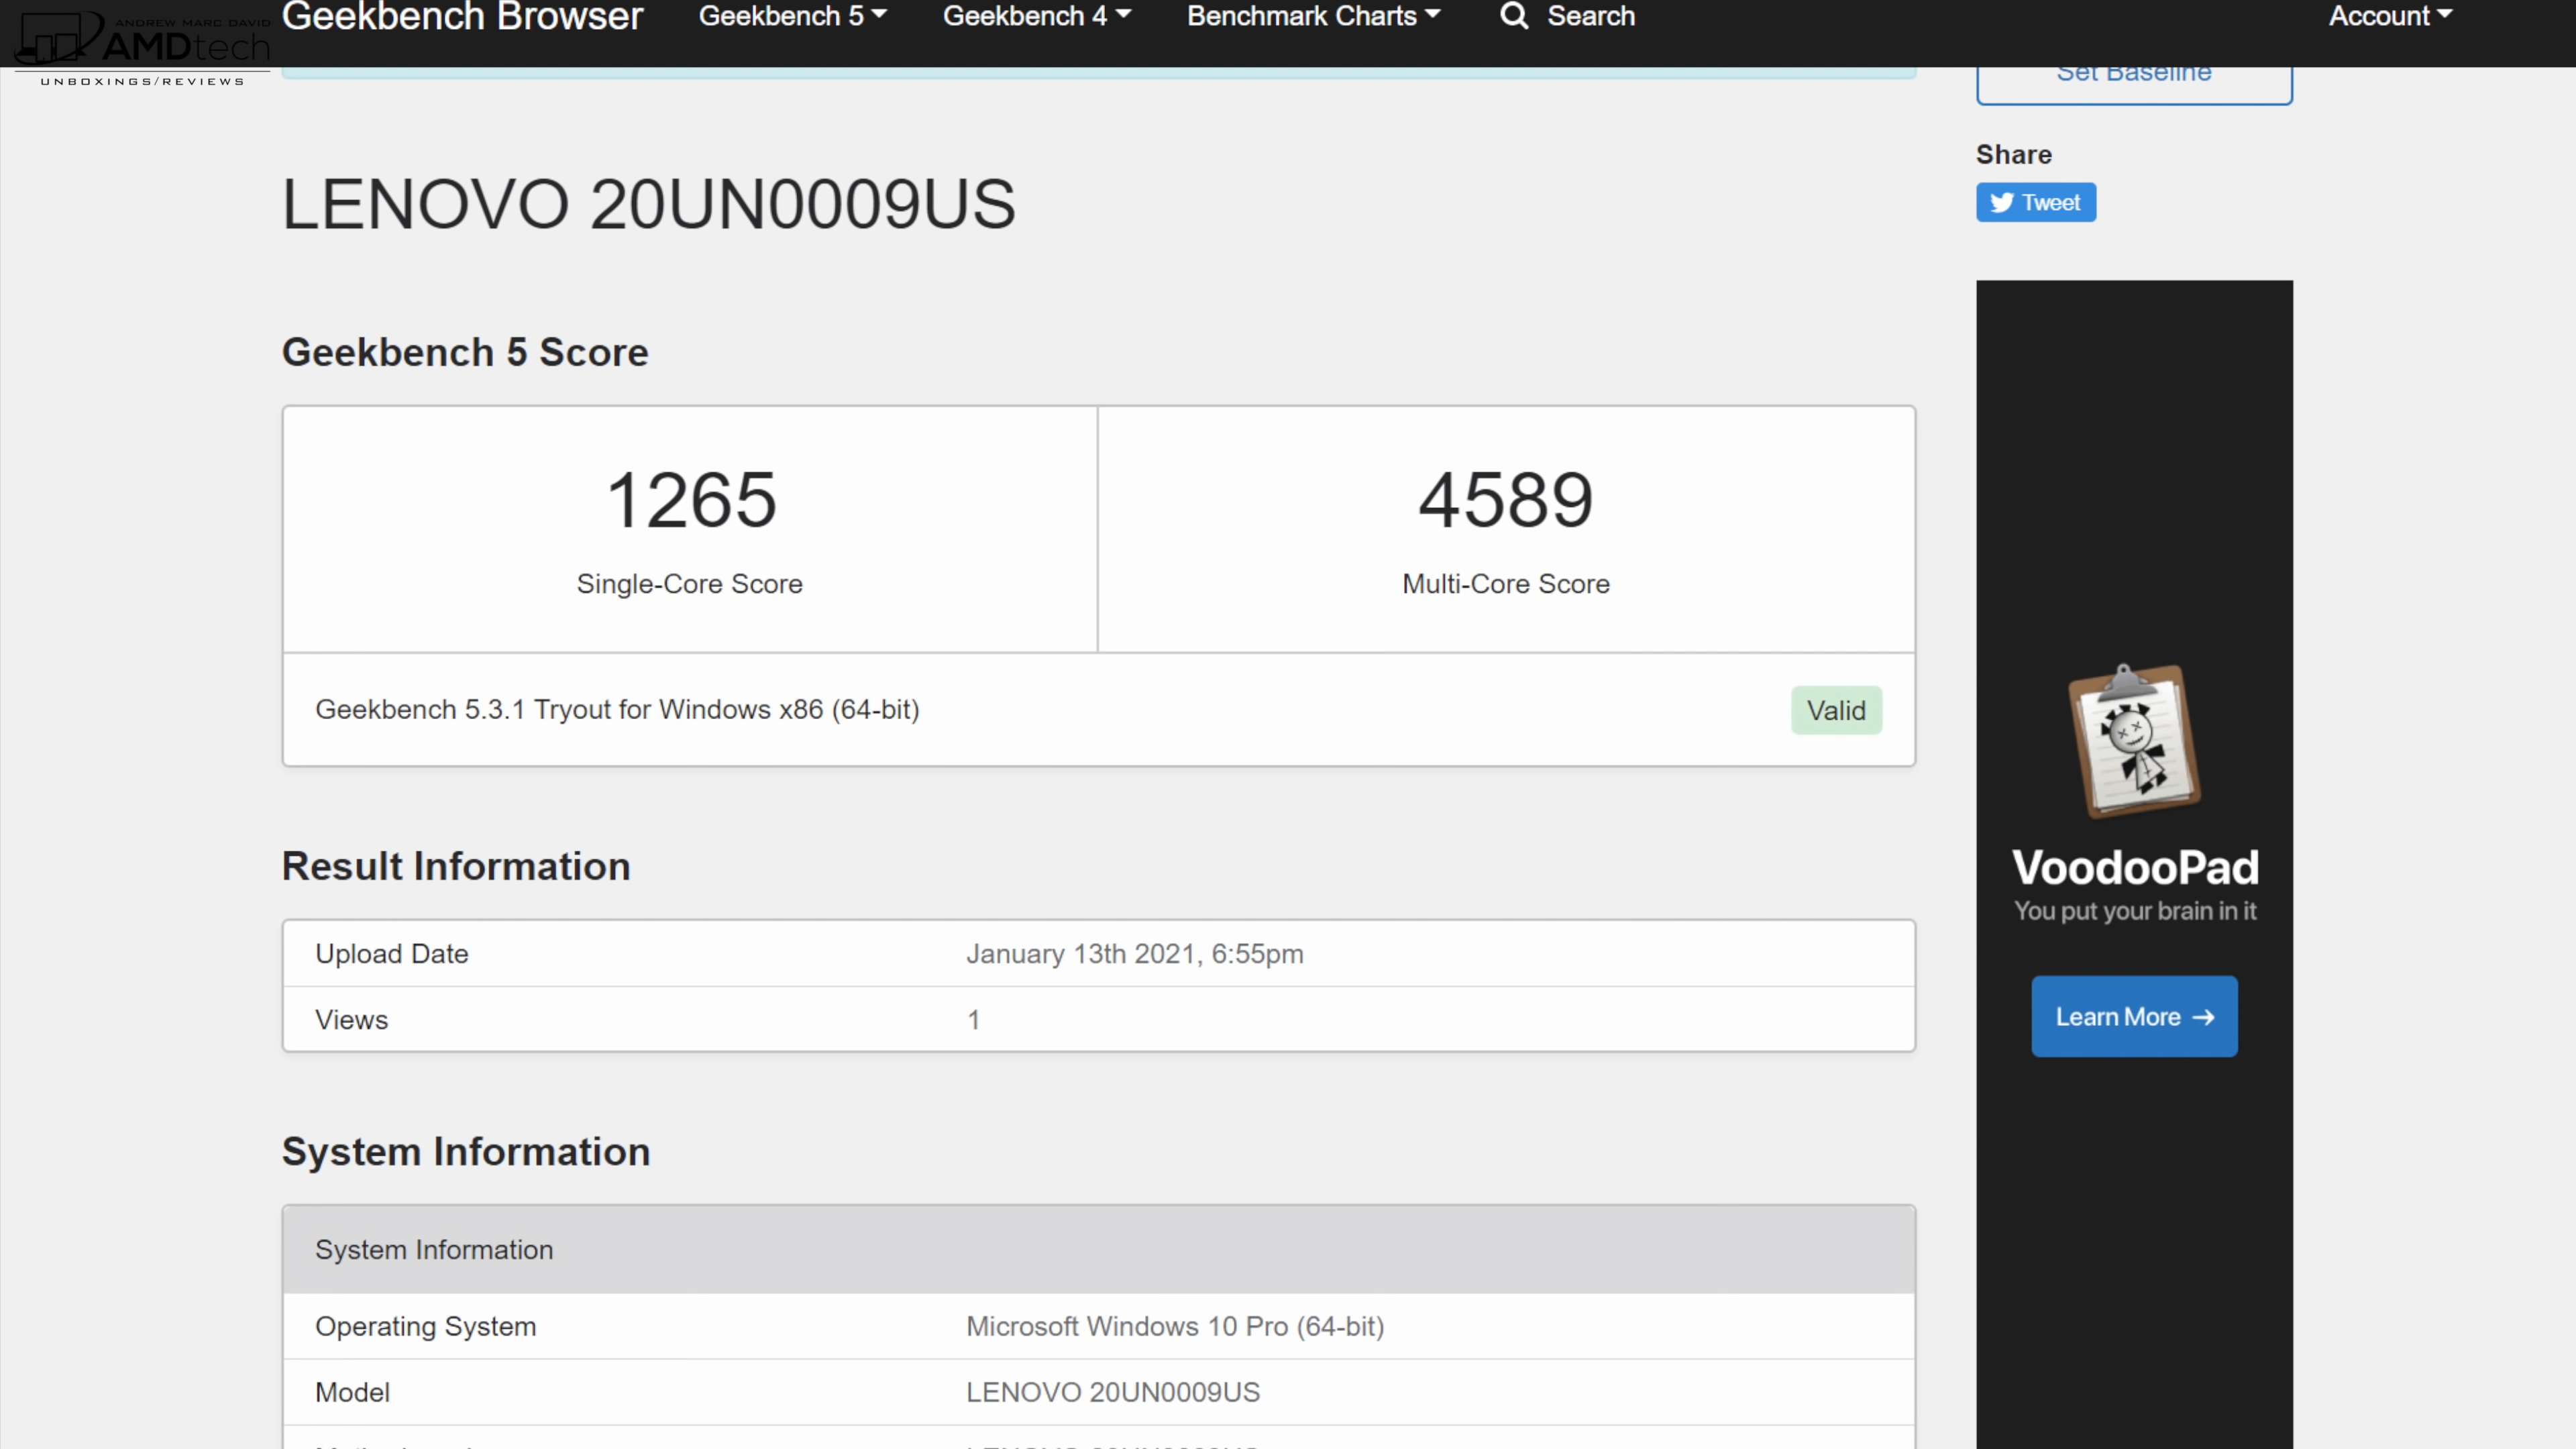 ANDREW MARC DAVID
AMDtech
UNBOXINGS/REVIEWS
Geekbench Browser
Geekbench 5
Geekbench 4
Benchmark Charts
Search
Account
Set Baseline
Share
Tweet
LENOVO 20UN0009US
Geekbench 5 Score
1265
4589
Single-Core Score
Multi-Core Score
Geekbench 5.3.1 Tryout for Windows x86 (64-bit)
Valid
VoodooPad
You put your brain in it
Learn More →
Result Information
Upload Date January 13th 2021, 6:55pm
Views 1
System Information
System Information
Operating System Microsoft Windows 10 Pro (64-bit)
Model LENOVO 20UN0009US